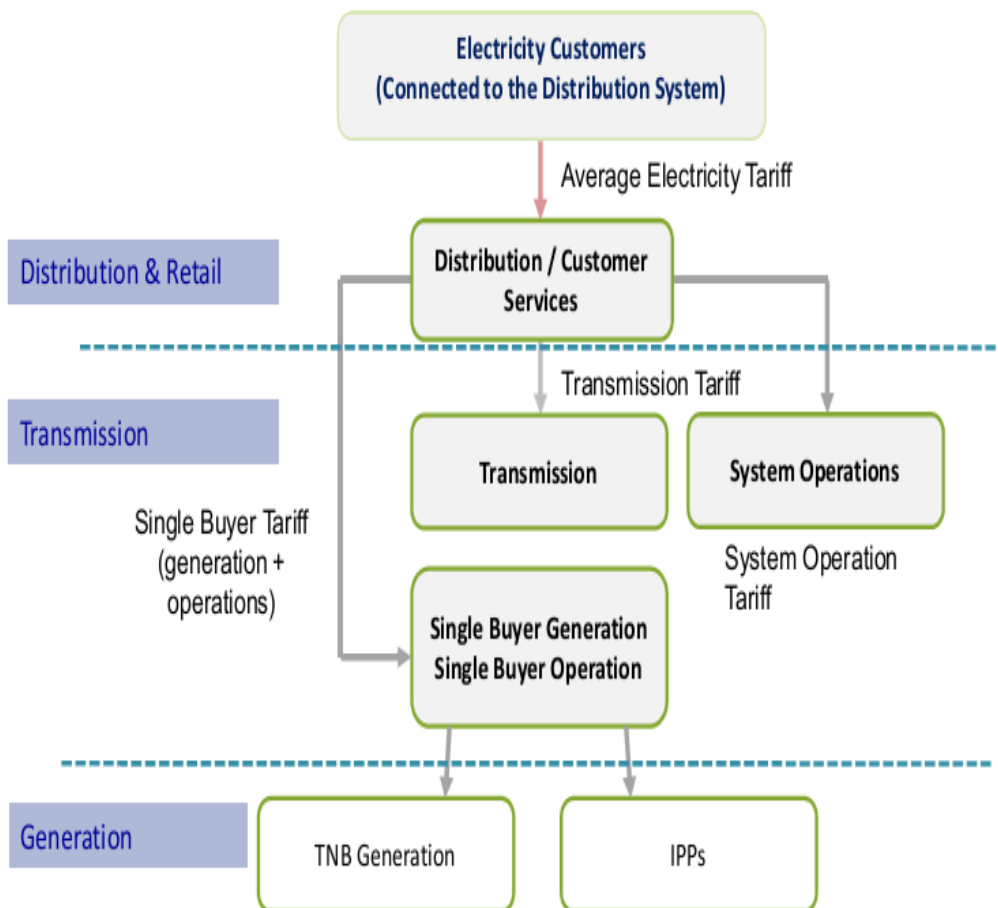 Electricity Customers
(Connected to the Distribution System)
Average Electricity Tariff
Distribution & Retail
Distribution / Customer
Services
Transmission Tariff
Transmission
Transmission
System Operations
Single Buyer Tariff
(generation +
operations)
System Operation
Tariff
Single Buyer Generation
Single Buyer Operation
Generation
TNB Generation
IPPs